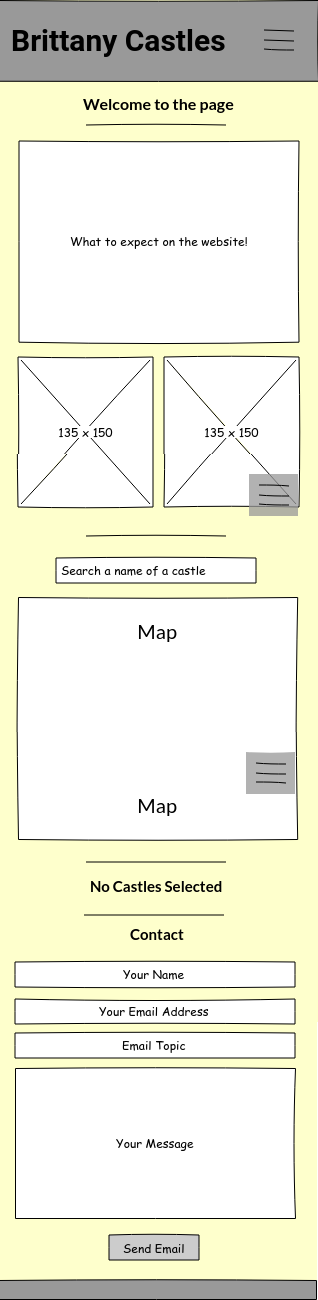 Brittany Castles
Welcome to the page
What to expect on the website!
135 x 150
135 x 150
Search a name of a castle
Map
Map
No Castles Selected
Contact
Your Name
Your Email Address
Email Topic
Your Message
Send Email